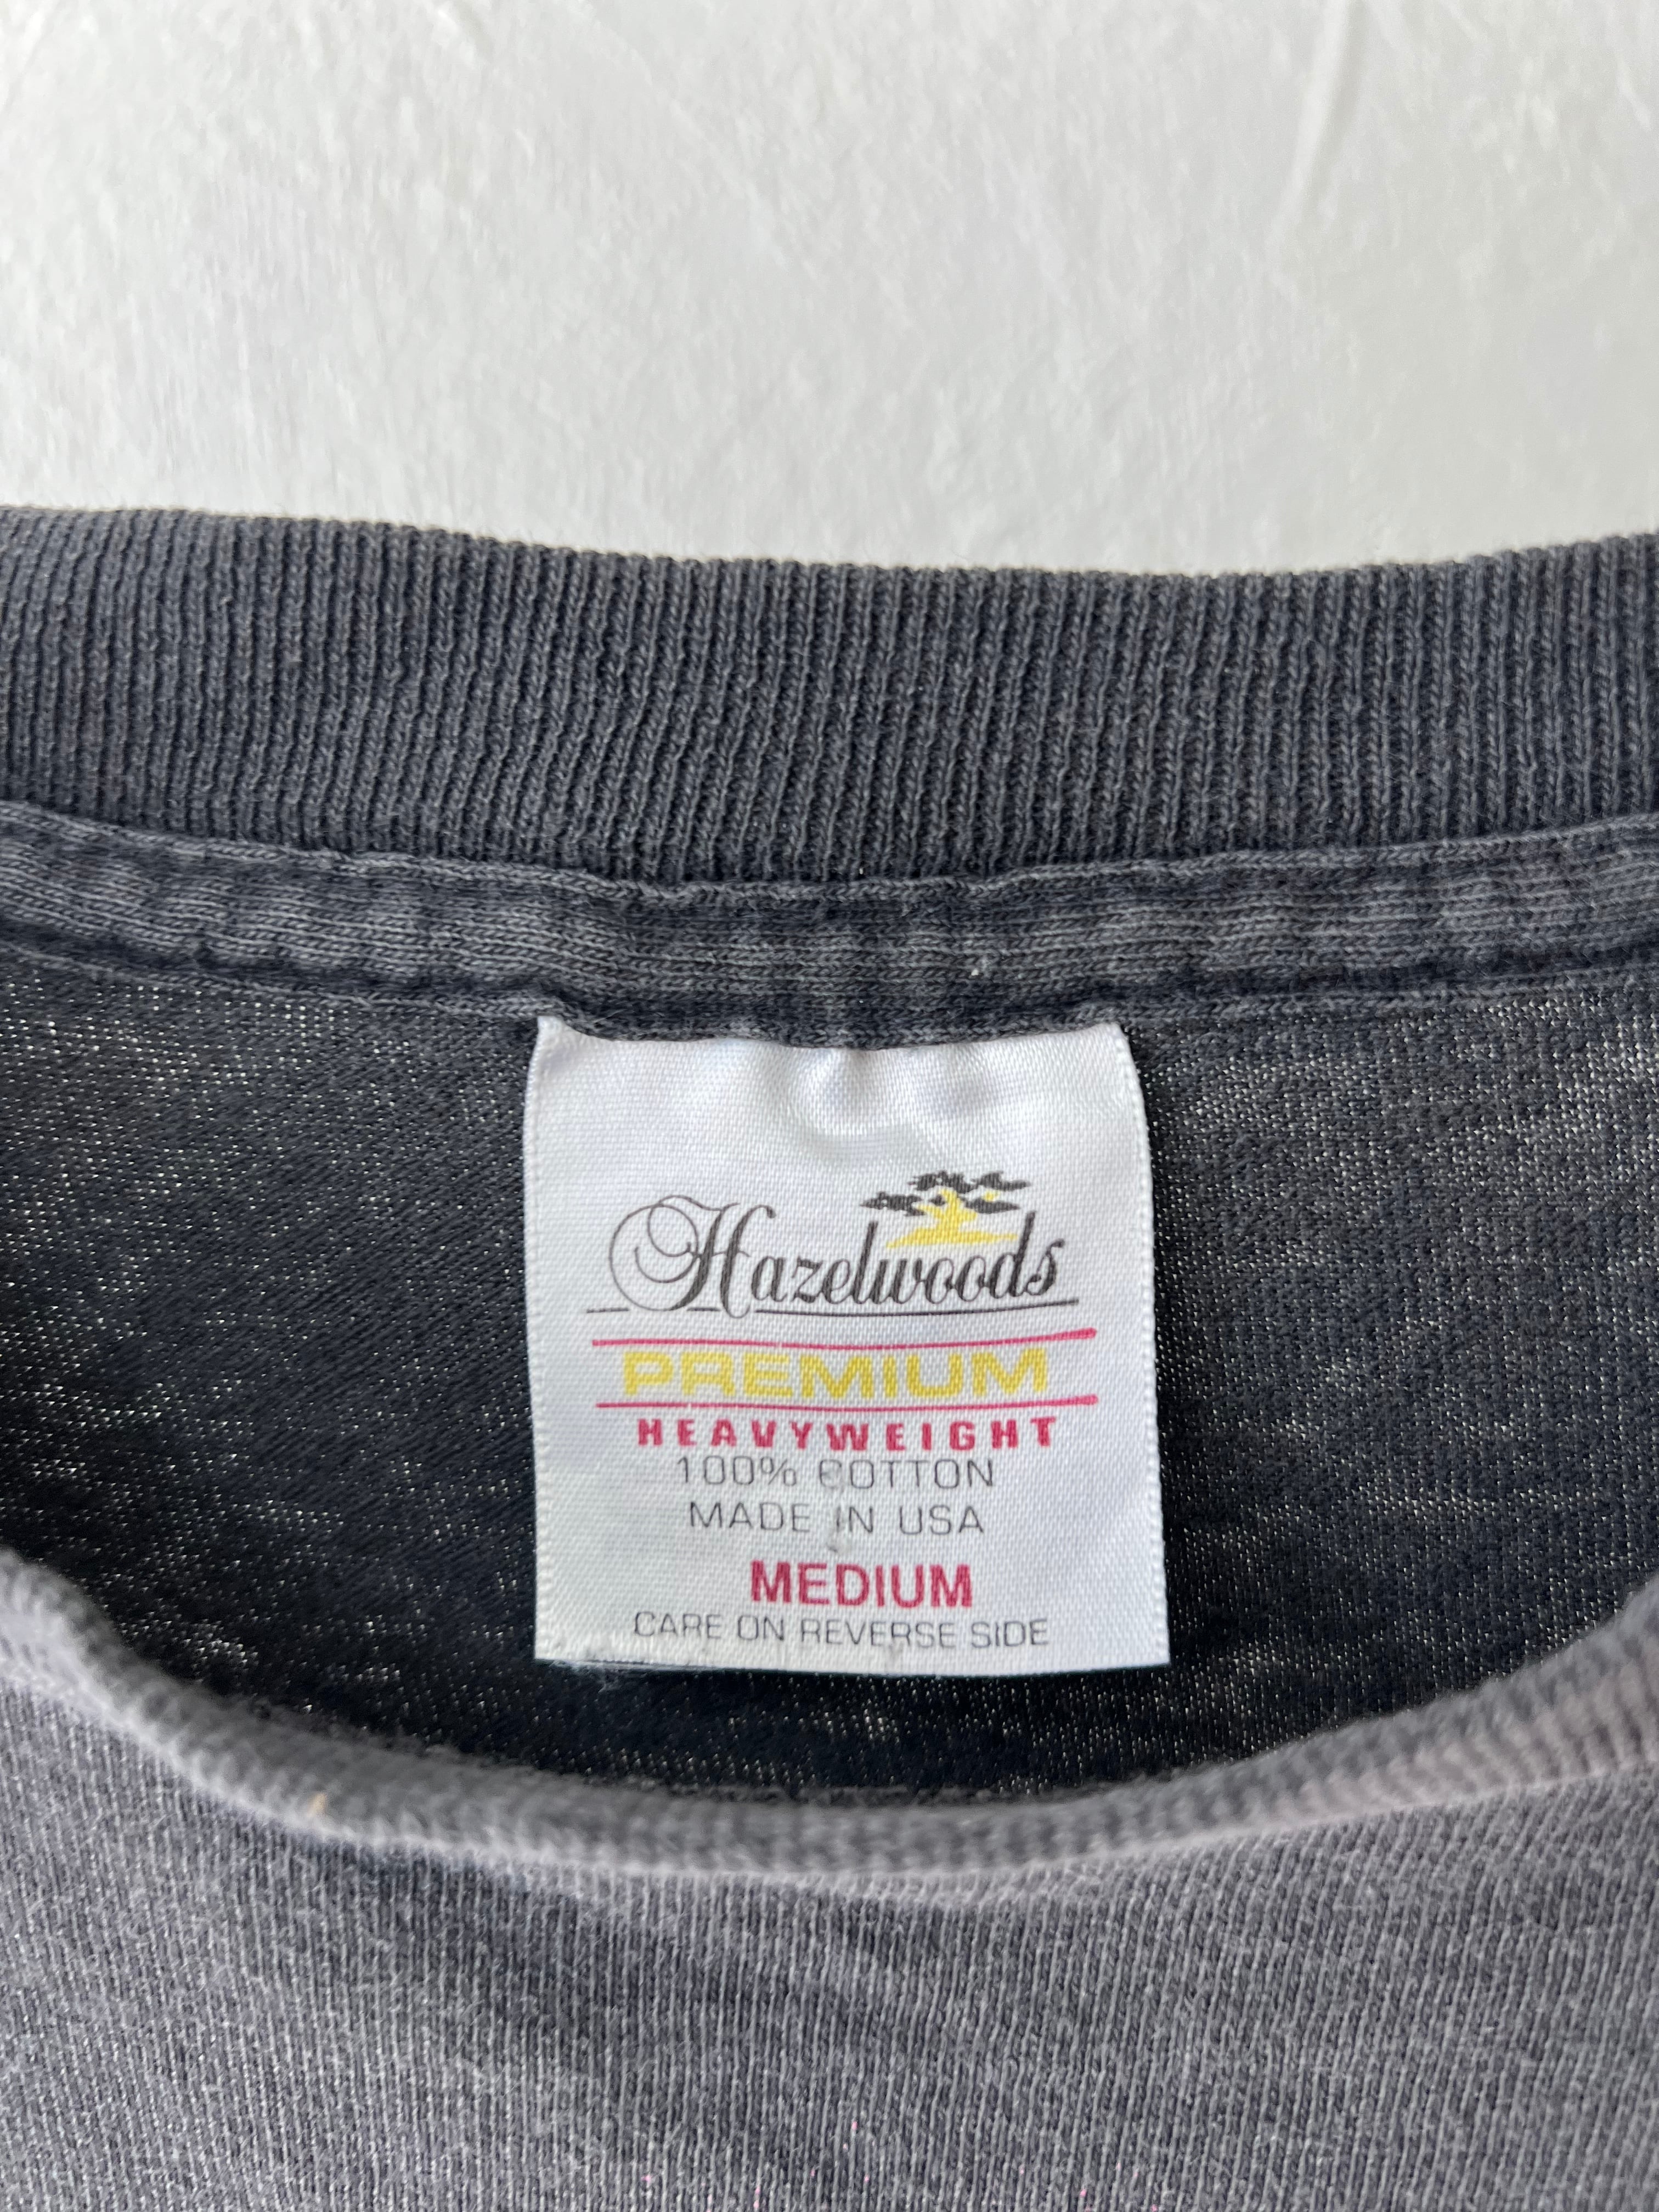 Hazelwoods
PREMIUM
HEAVYWEIGHT
100% COTTON
MADE IN USA
MEDIUM
CARE ON REVERSE SIDE